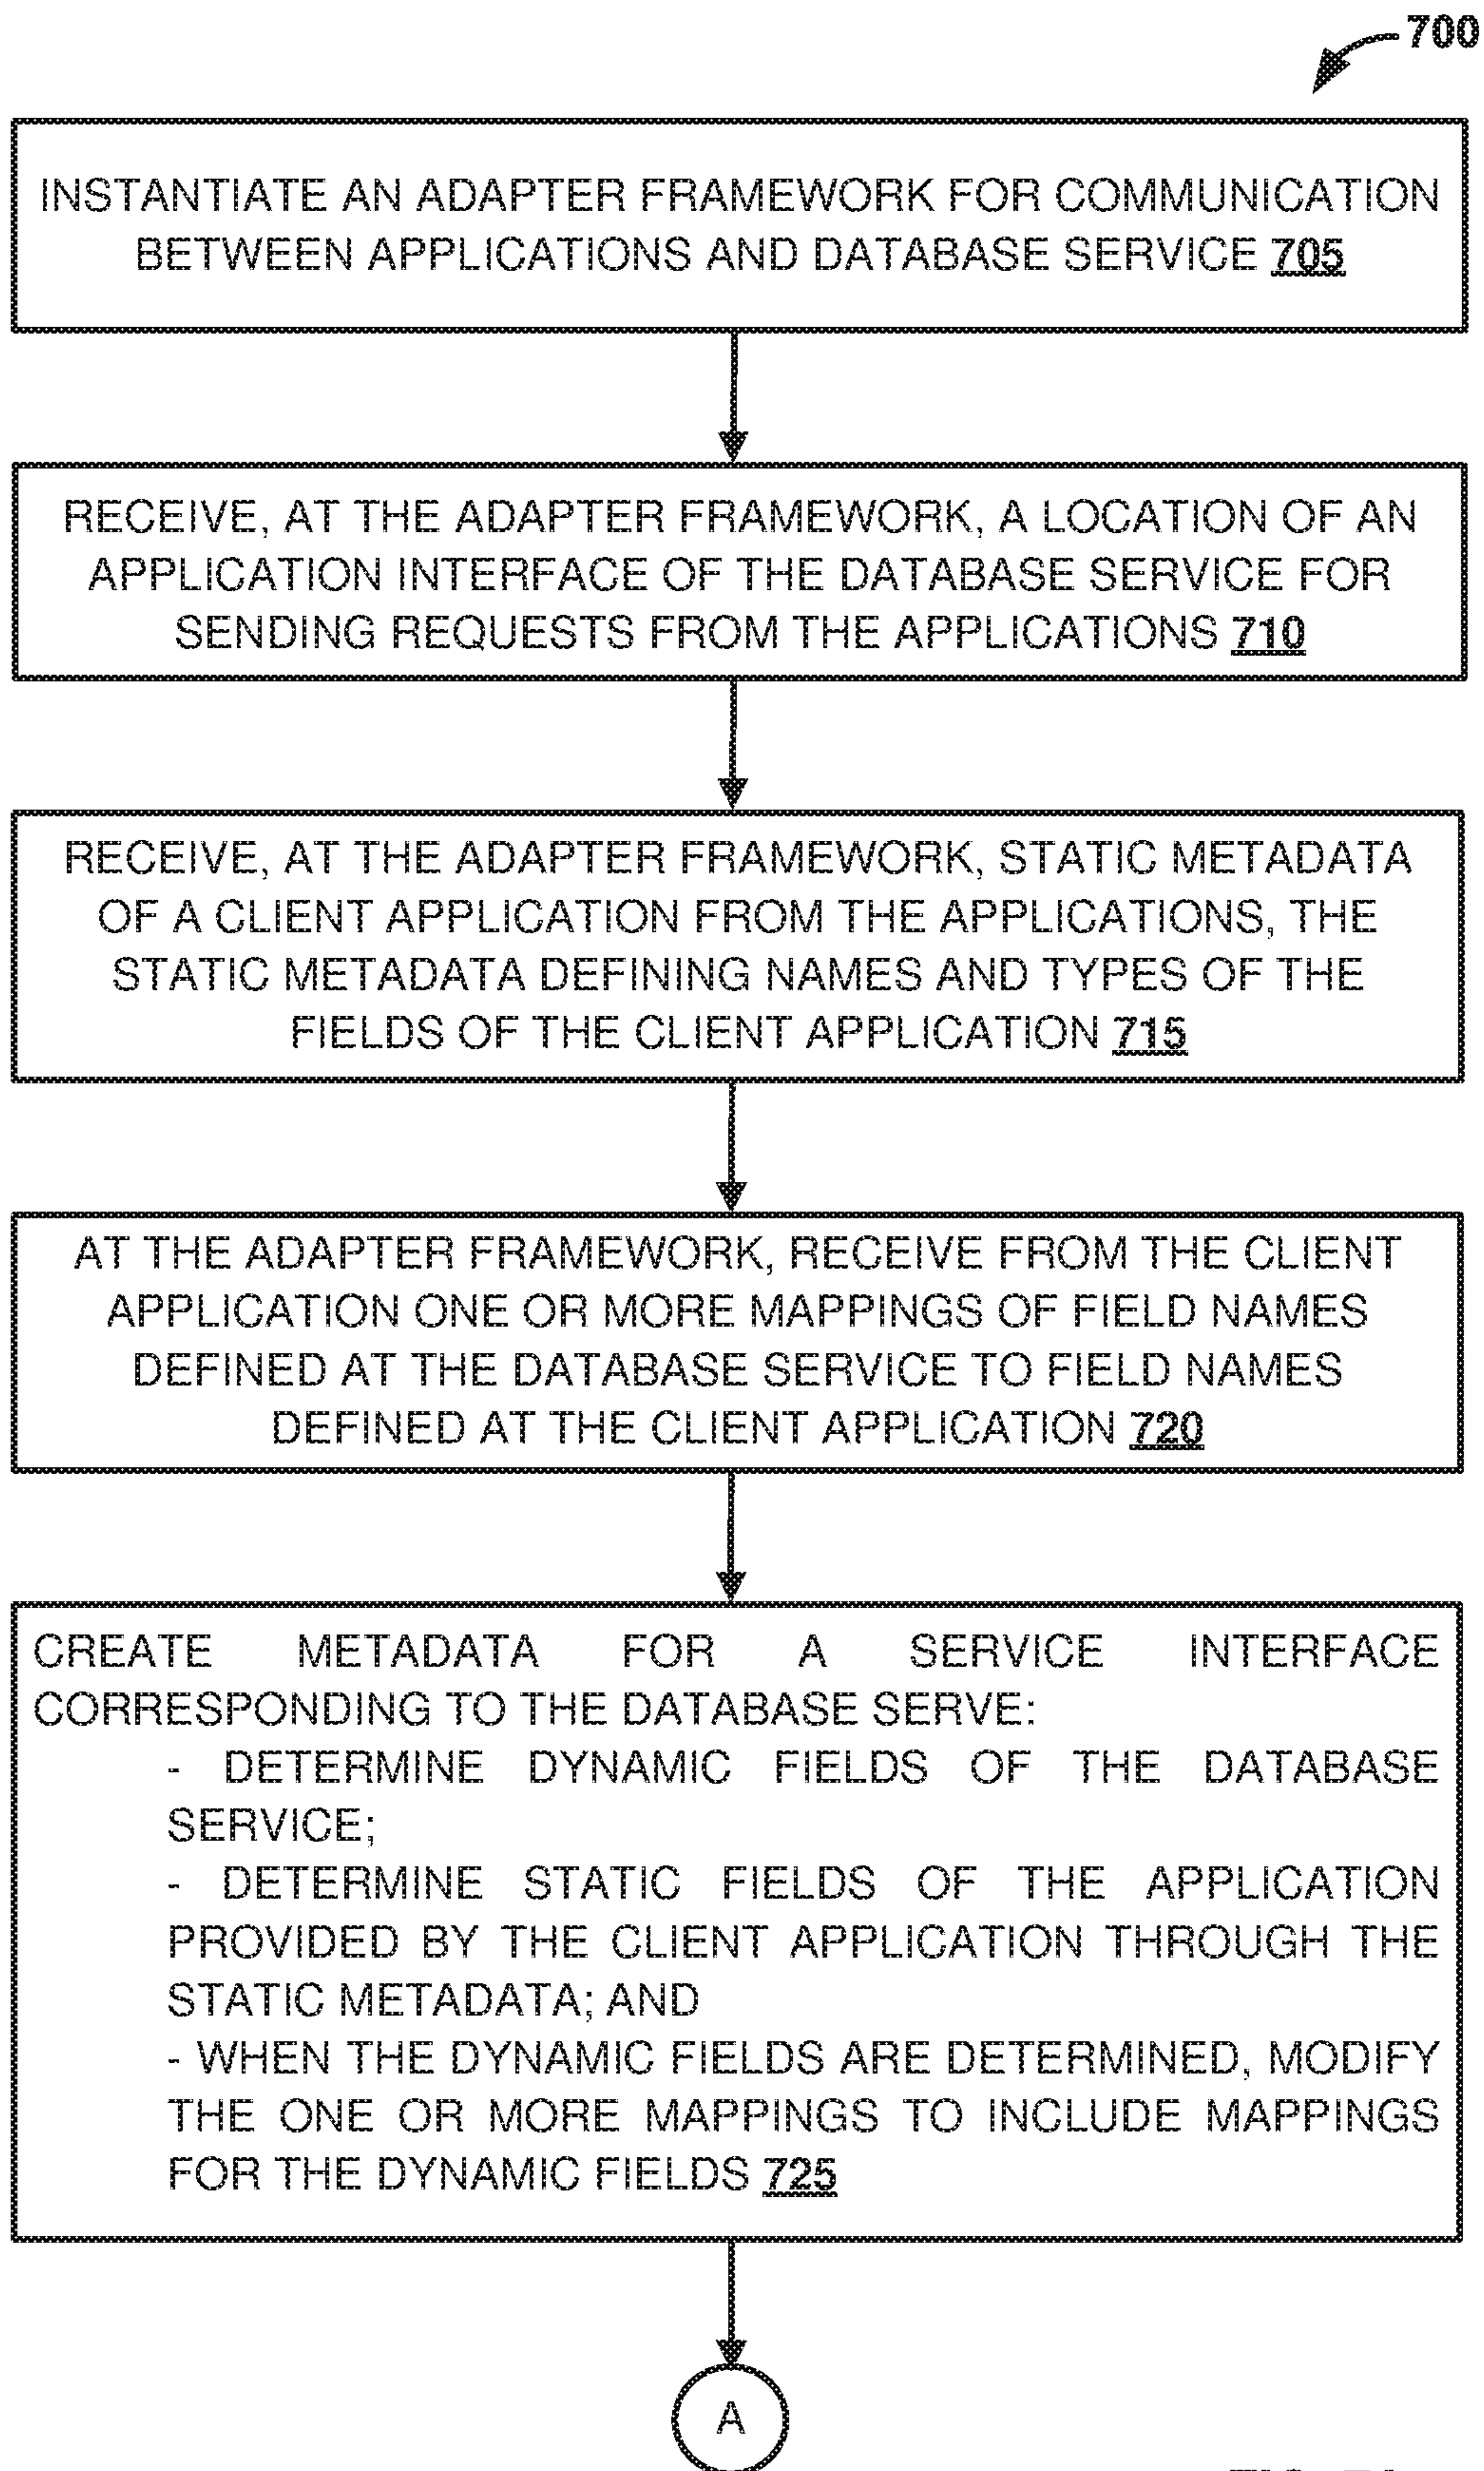 700
INSTANTIATE AN ADAPTER FRAMEWORK FOR COMMUNICATION
BETWEEN APPLICATIONS AND DATABASE SERVICE 705
RECEIVE, AT THE ADAPTER FRAMEWORK, A LOCATION OF AN
APPLICATION INTERFACE OF THE DATABASE SERVICE FOR
SENDING REQUESTS FROM THE APPLICATIONS 710
RECEIVE, AT THE ADAPTER FRAMEWORK, STATIC METADATA
OF A CLIENT APPLICATION FROM THE APPLICATIONS, THE
STATIC METADATA DEFINING NAMES AND TYPES OF THE
FIELDS OF THE CLIENT APPLICATION 715
AT THE ADAPTER FRAMEWORK, RECEIVE FROM THE CLIENT
APPLICATION ONE OR MORE MAPPINGS OF FIELD NAMES
DEFINED AT THE DATABASE SERVICE TO FIELD NAMES
DEFINED AT THE CLIENT APPLICATION 720
CREATE METADATA FOR A SERVICE INTERFACE
CORRESPONDING TO THE DATABASE SERVE:
- DETERMINE DYNAMIC FIELDS OF THE DATABASE
SERVICE;
- DETERMINE STATIC FIELDS OF THE APPLICATION
PROVIDED BY THE CLIENT APPLICATION THROUGH THE
STATIC METADATA; AND
- WHEN THE DYNAMIC FIELDS ARE DETERMINED, MODIFY
THE ONE OR MORE MAPPINGS TO INCLUDE MAPPINGS
FOR THE DYNAMIC FIELDS 725
A